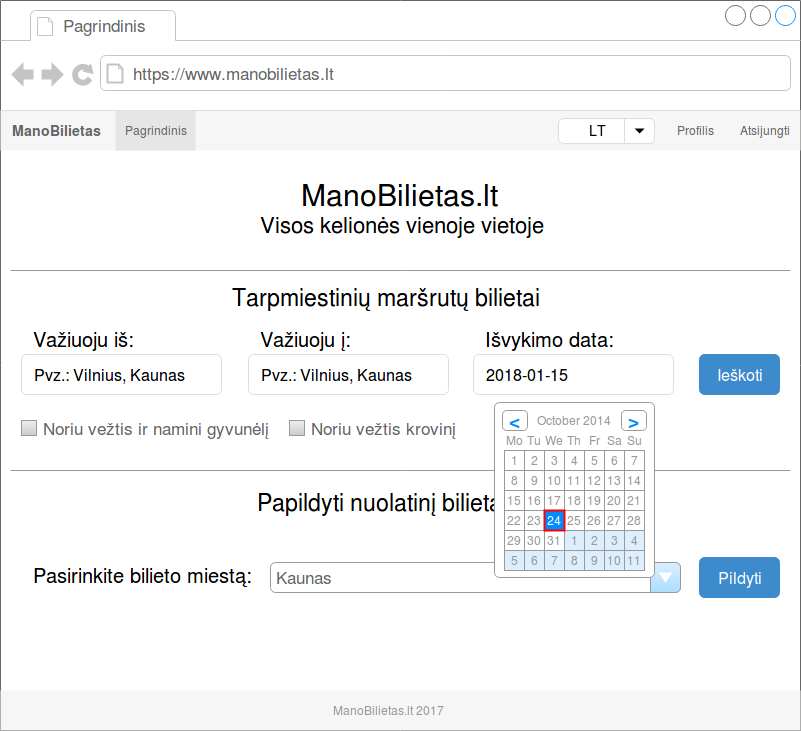 Pagrindinis
https://www.manobilietas.lt
ManoBilietas Pagrindinis LT Profilis Atsijungti
ManoBilietas.lt
Visos kelionės vienoje vietoje
Tarpmiestinių maršrutų bilietai
Važiuoju iš: Važiuoju į: Išvykimo data:
Pvz.: Vilnius, Kaunas Pvz.: Vilnius, Kaunas 2018-01-15 Ieškoti
Noriu vežtis ir namini gyvunėlį Noriu vežtis krovinį
< October 2014 >
Mo Tu We Th Fr Sa Su
1 2 3 4 5 6 7
8 9 10 11 12 13 14
15 16 17 18 19 20 21
22 23 24 25 26 27 28
29 30 31 1 2 3 4
5 6 7 8 9 10 11
Papildyti nuolatinį
Pasirinkite bilieto miestą: Kaunas Pildyti
ManoBilietas.lt 2017